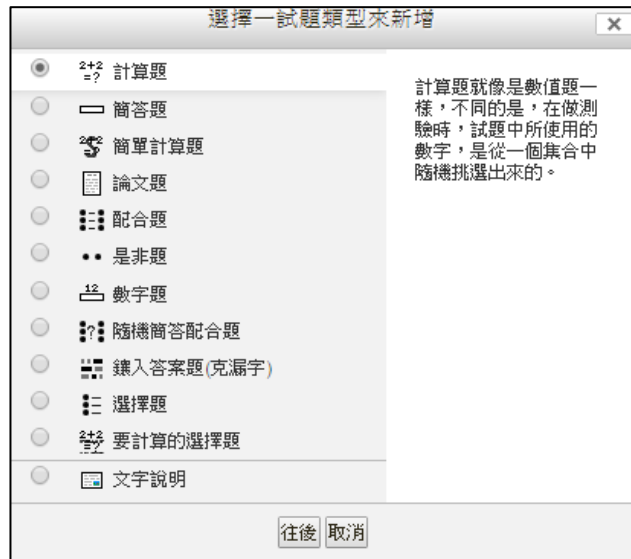 選擇一試題類型來新增
計算題
簡答題
簡單計算題
論文題
配合題
是非題
數字題
隨機簡答配合題
鑲入答案題(克漏字)
選擇題
要計算的選擇題
文字說明
計算題就像是數值題一
樣，不同的是，在做測
驗時，試題中所使用的
數字，是從一個集合中
隨機挑選出來的。
往後 取消